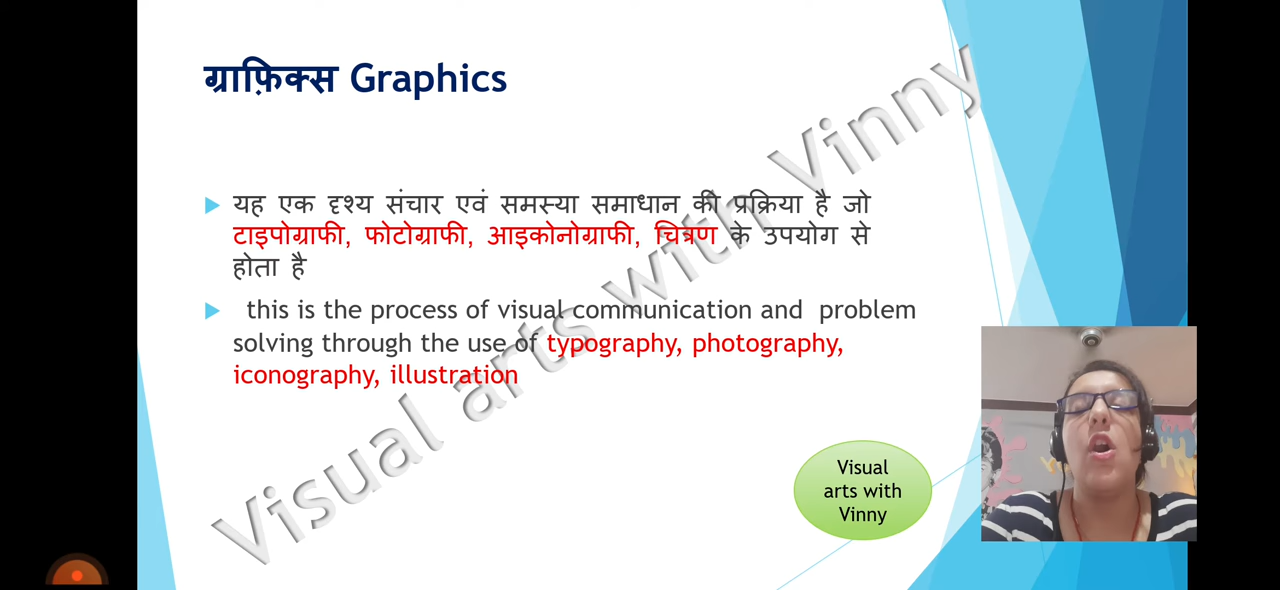 ग्राफ़िक्स Graphics
यह एक दृश्य संचार एवं समस्या समाधान की प्रक्रिया है जो
टाइपोग्राफी, फोटोग्राफी, आइकोनोग्राफी, चित्रण के उपयोग से
होता है
this is the process of visual communication and problem
solving through the use of typography, photography,
iconography, illustration
Visual arts with Vinny
Visual
arts with
Vinny